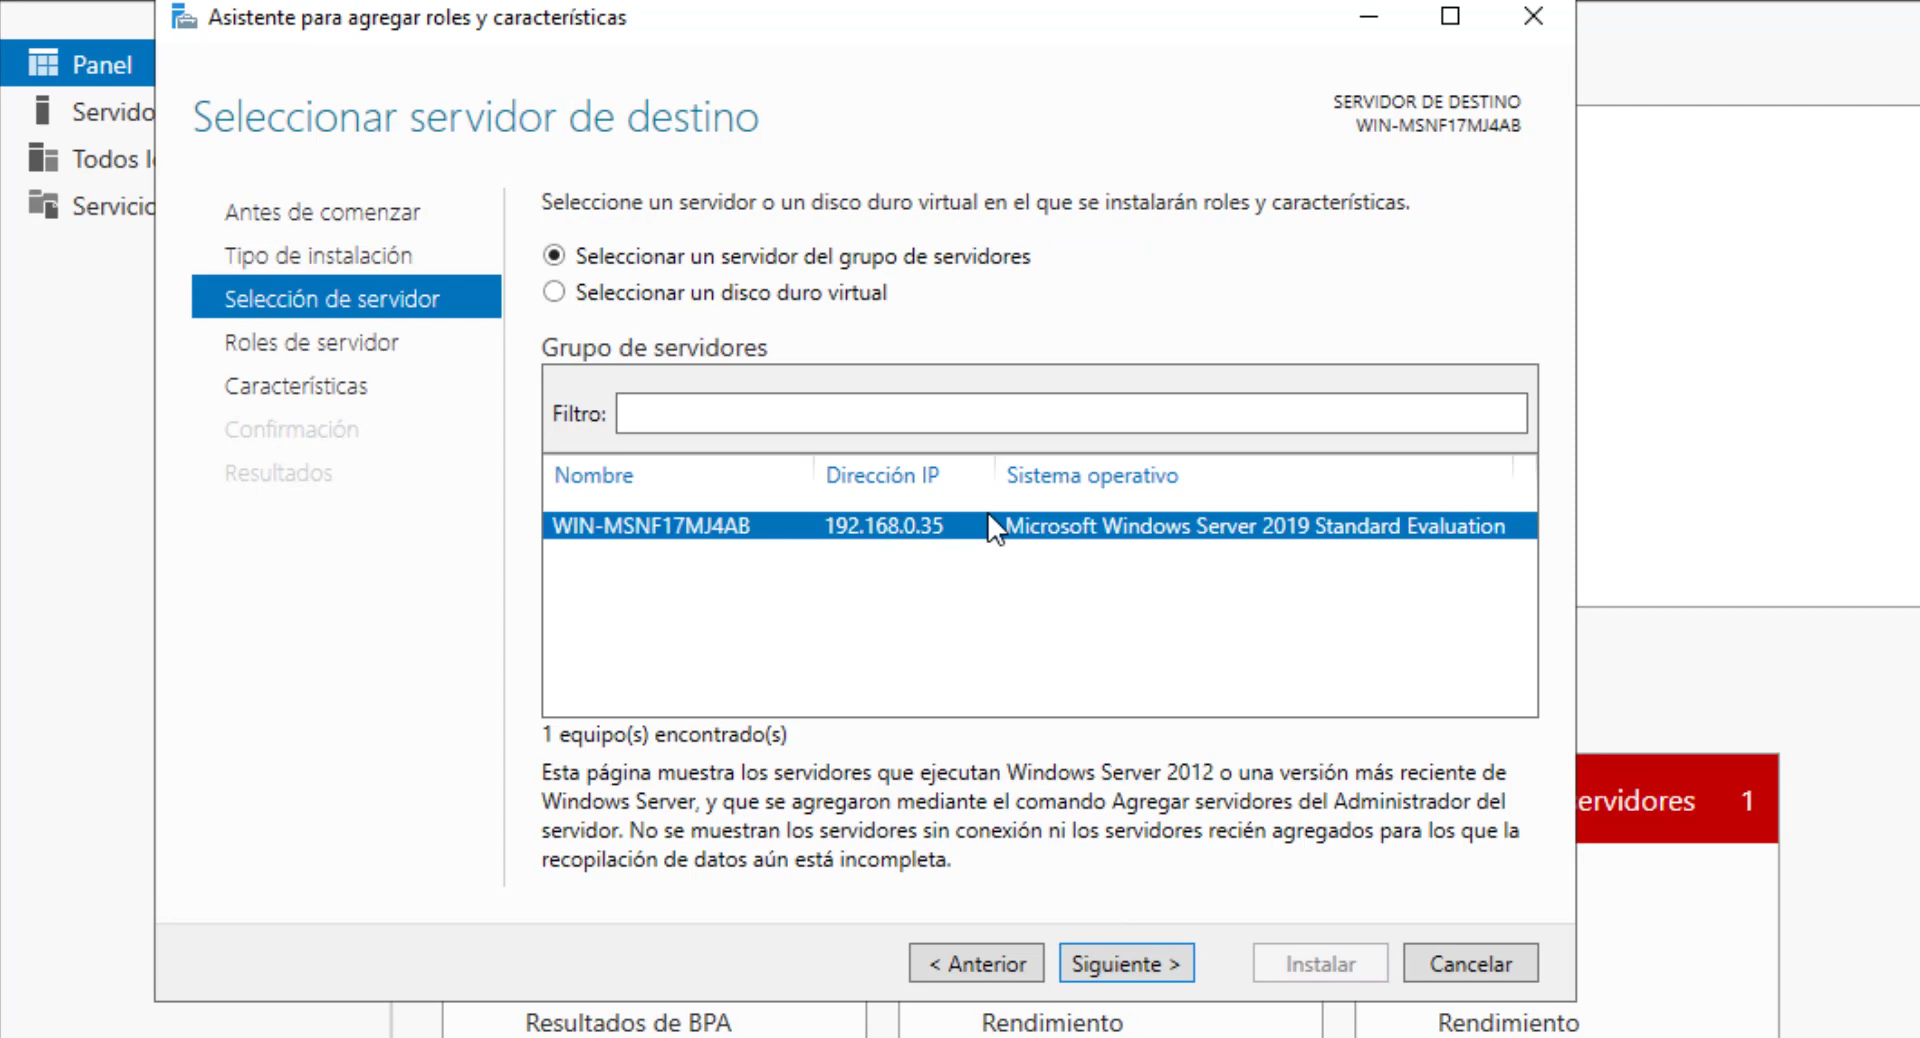 Asistente para agregar roles y características
Panel
Servido
Todos l
Servicio
Seleccionar servidor de destino
SERVIDOR DE DESTINO
WIN-MSNF17MJ4AB
Antes de comenzar
Tipo de instalación
Selección de servidor
Roles de servidor
Características
Confirmación
Resultados
Seleccione un servidor o un disco duro virtual en el que se instalarán roles y características.
Seleccionar un servidor del grupo de servidores
Seleccionar un disco duro virtual
Grupo de servidores
Filtro:
Nombre Dirección IP Sistema operativo
WIN-MSNF17MJ4AB 192.168.0.35 Microsoft Windows Server 2019 Standard Evaluation
1 equipo(s) encontrado(s)
Esta página muestra los servidores que ejecutan Windows Server 2012 o una versión más reciente de
Windows Server, y que se agregaron mediante el comando Agregar servidores del Administrador del
servidor. No se muestran los servidores sin conexión ni los servidores recién agregados para los que la
recopilación de datos aún está incompleta.
ervidores 1
< Anterior Siguiente > Instalar Cancelar
Resultados de BPA Rendimiento Rendimiento